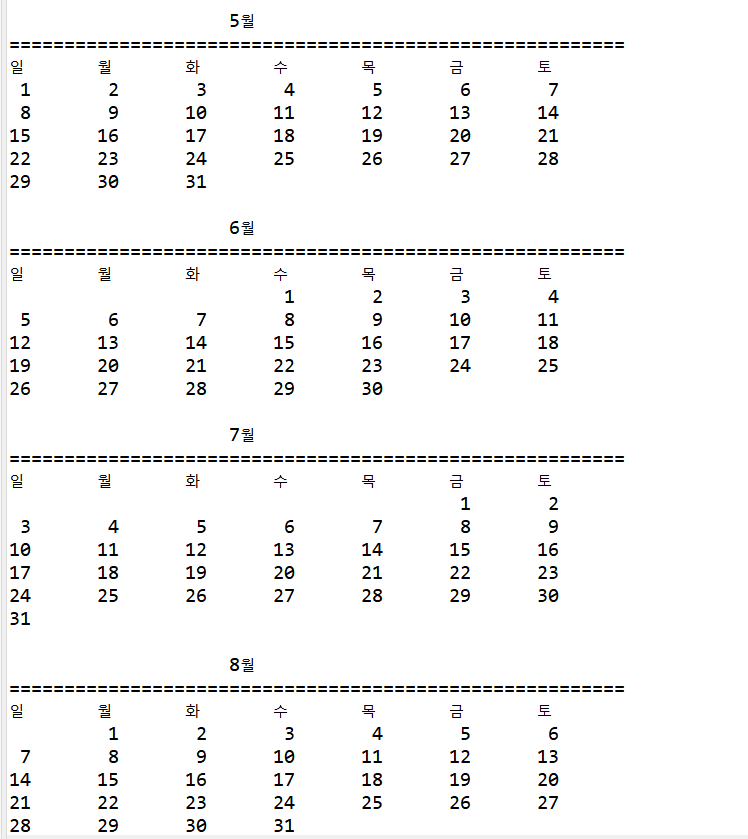 5월
========================================================
일 월 화 수 목 금 토
1 2 3 4 5 6 7
8 9 10 11 12 13 14
15 16 17 18 19 20 21
22 23 24 25 26 27 28
29 30 31
6월
========================================================
일 월 화 수 목 금 토
1 2 3 4
5 6 7 8 9 10 11
12 13 14 15 16 17 18
19 20 21 22 23 24 25
26 27 28 29 30
7월
========================================================
일 월 화 수 목 금 토
1 2
3 4 5 6 7 8 9
10 11 12 13 14 15 16
17 18 19 20 21 22 23
24 25 26 27 28 29 30
31
8월
========================================================
일 월 화 수 목 금 토
1 2 3 4 5 6
7 8 9 10 11 12 13
14 15 16 17 18 19 20
21 22 23 24 25 26 27
28 29 30 31